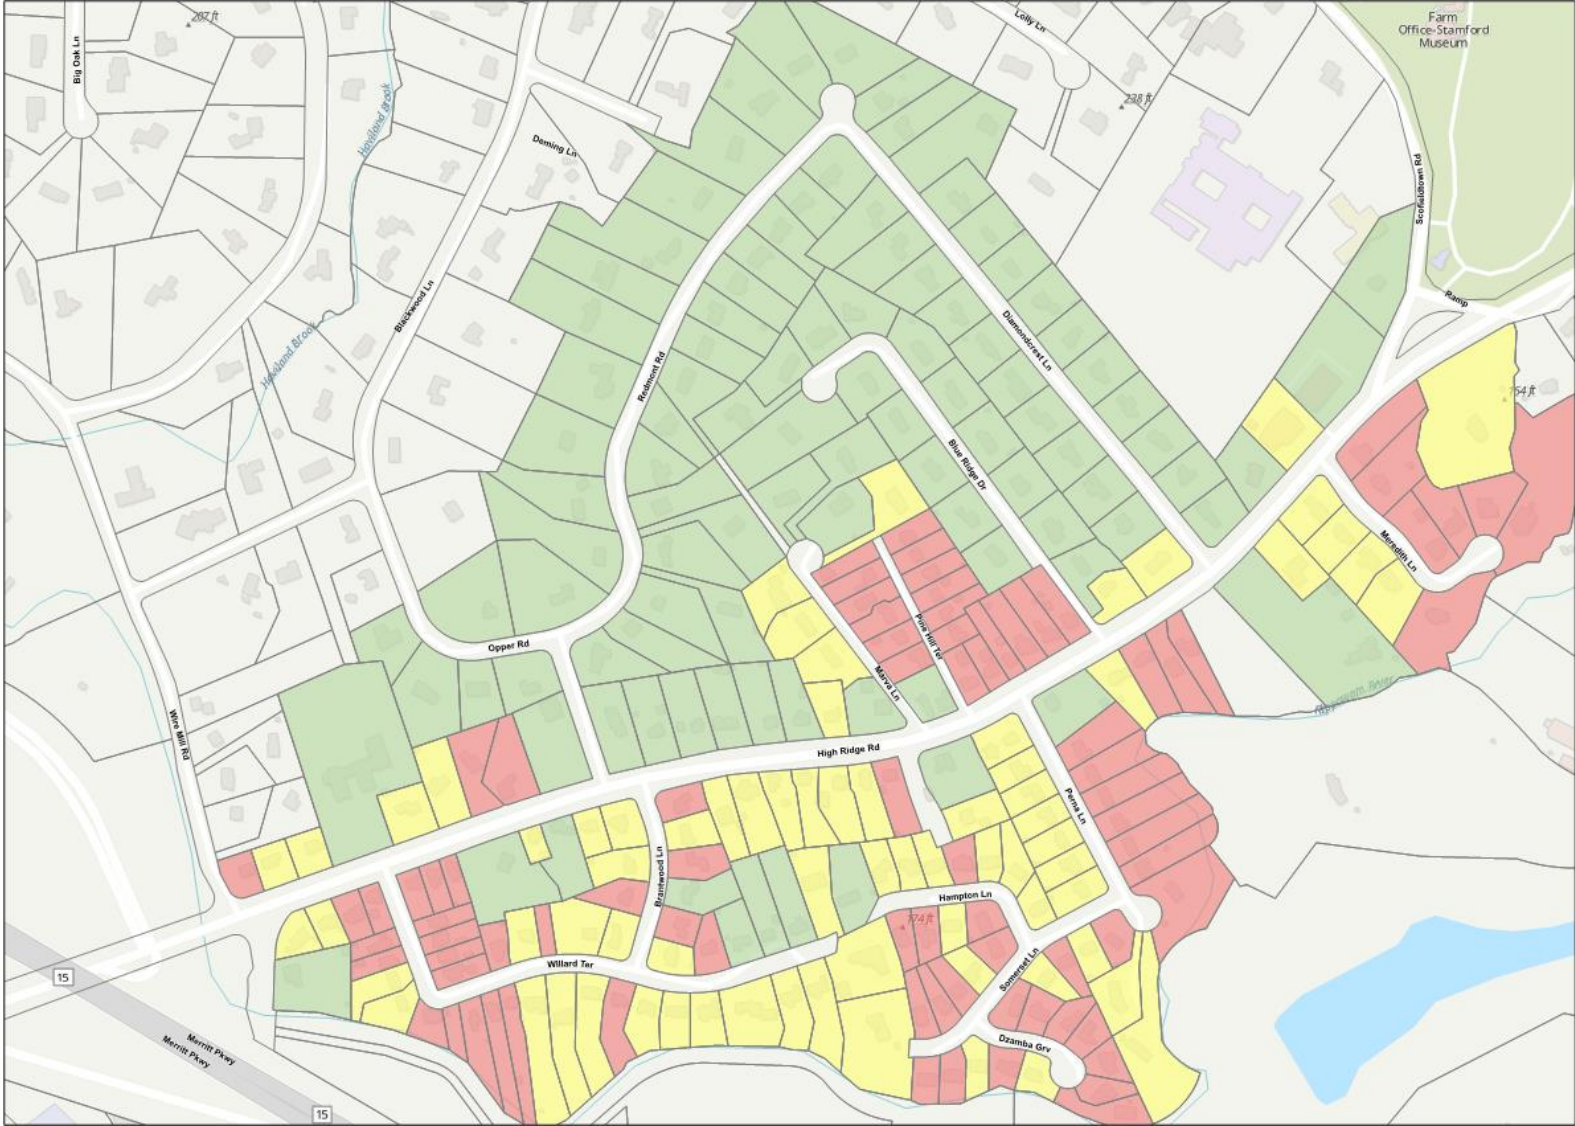 207 ft
Lolly Ln
Farm
Office-Stamford
Museum
Big Oak Ln
238 ft
Haviland Brook
Deming Ln
Scofieldtown Rd
Blackwood Ln
Ramp
Haviland Brook
Diamondcrest Ln
Redmont Rd
164 ft
Blue Ridge Dr
Meredith Ln
Opper Rd
Pine Hill Ter
Marva Ln
Wire Mill Rd
High Ridge Rd
Perna Ln
Brantwood Ln
Hampton Ln
174 ft
Willard Ter
Somerset Ln
15
Merritt Pkwy
Merritt Pkwy
Dzamba Grv
15